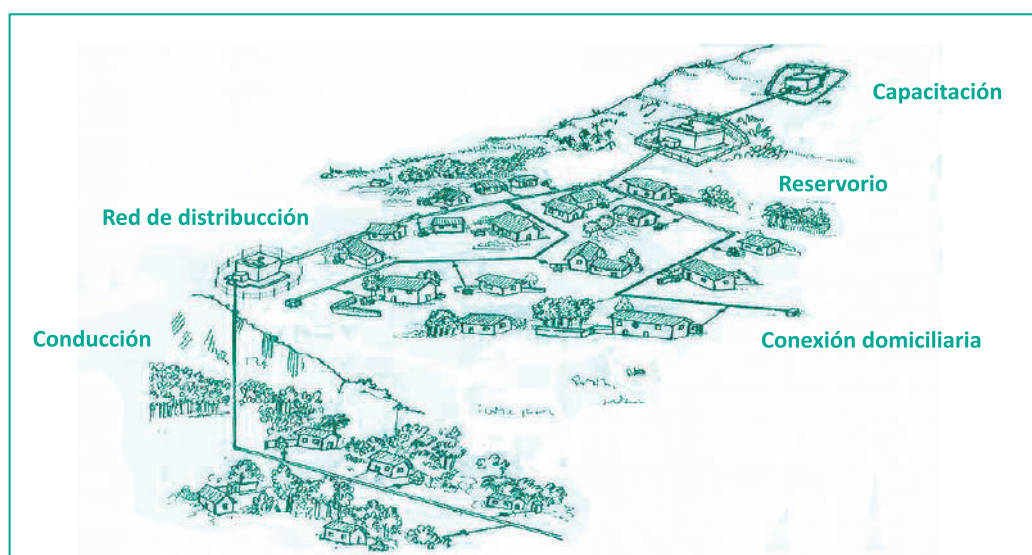 Capacitación
Reservorio
Red de distribucción
Conducción
Conexión domiciliaria